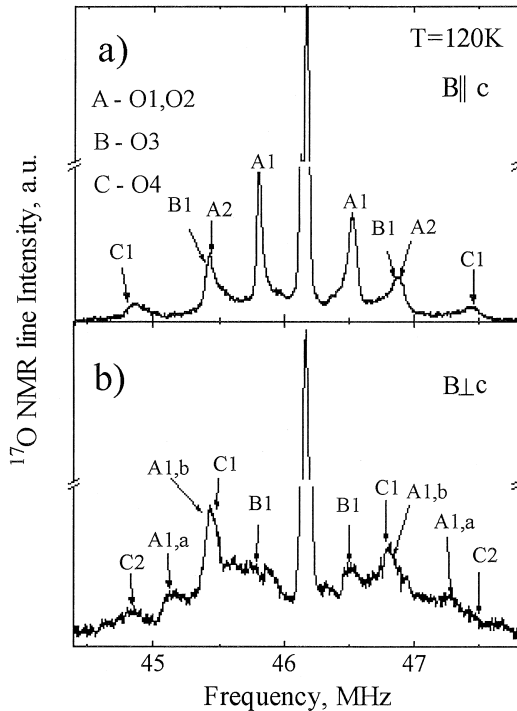 a)
T=120K
B|| c
A - O1,O2
B - O3
C - O4
A1
A1
B1
A2
B1
A2
C1
C1
b)
B⊥c
A1,b
C1
B1
B1
C1
A1,b
A1,a
C2
A1,a
C2
45
46
47
Frequency, MHz
¹⁷O NMR line Intensity, a.u.